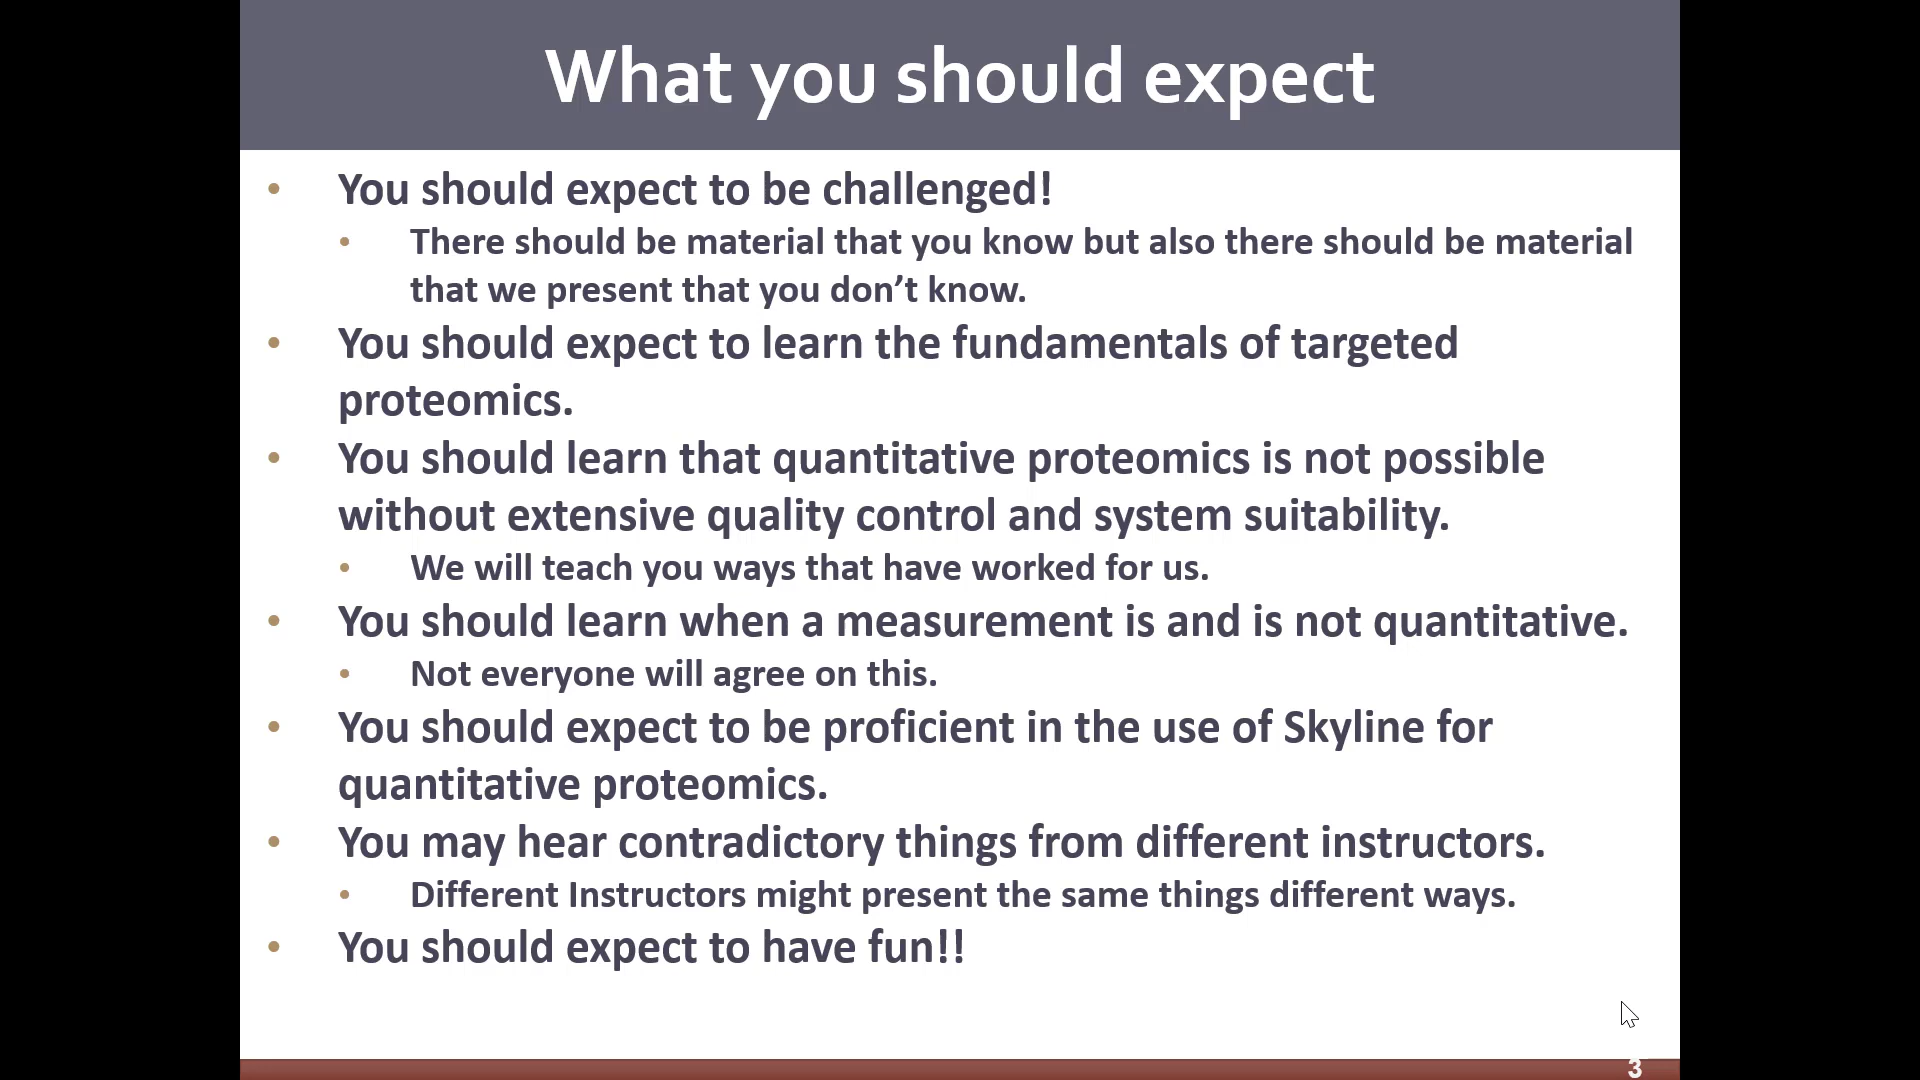 What you should expect
• You should expect to be challenged!
• There should be material that you know but also there should be material
that we present that you don’t know.
• You should expect to learn the fundamentals of targeted
proteomics.
• You should learn that quantitative proteomics is not possible
without extensive quality control and system suitability.
• We will teach you ways that have worked for us.
• You should learn when a measurement is and is not quantitative.
• Not everyone will agree on this.
• You should expect to be proficient in the use of Skyline for
quantitative proteomics.
• You may hear contradictory things from different instructors.
• Different Instructors might present the same things different ways.
• You should expect to have fun!!
3